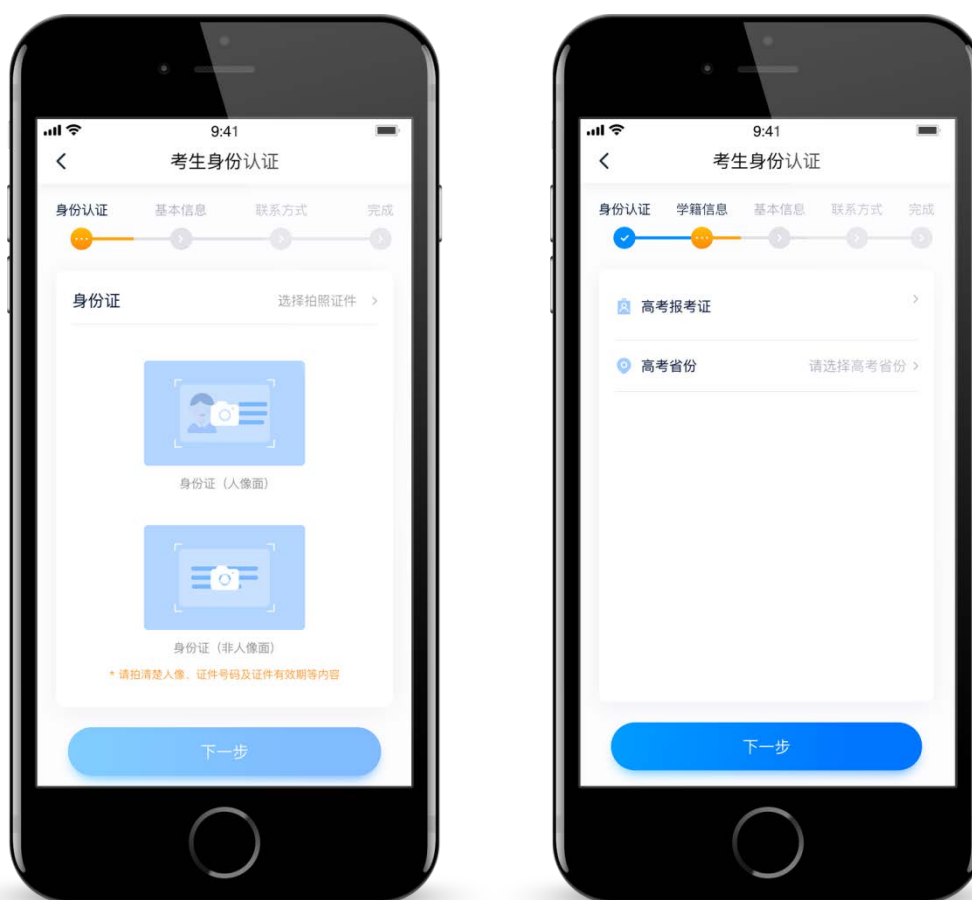 9:41
考生身份认证
身份认证 基本信息 联系方式 完成
身份证 选择拍照证件
身份证（人像面）
身份证（非人像面）
* 请拍清楚人像、证件号码及证件有效期等内容
下一步
9:41
考生身份认证
身份认证 学籍信息 基本信息 联系方式 完成
高考报考证
高考省份 请选择高考省份
下一步